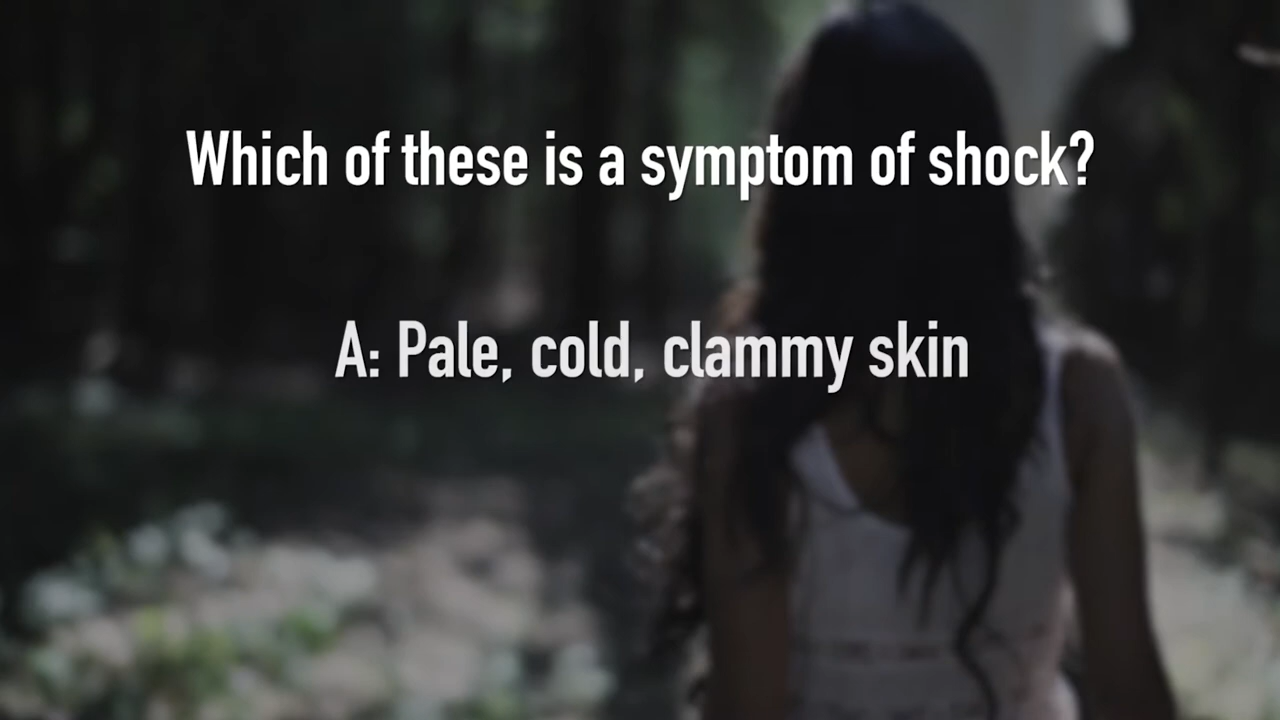 Which of these is a symptom of shock?
A: Pale, cold, clammy skin